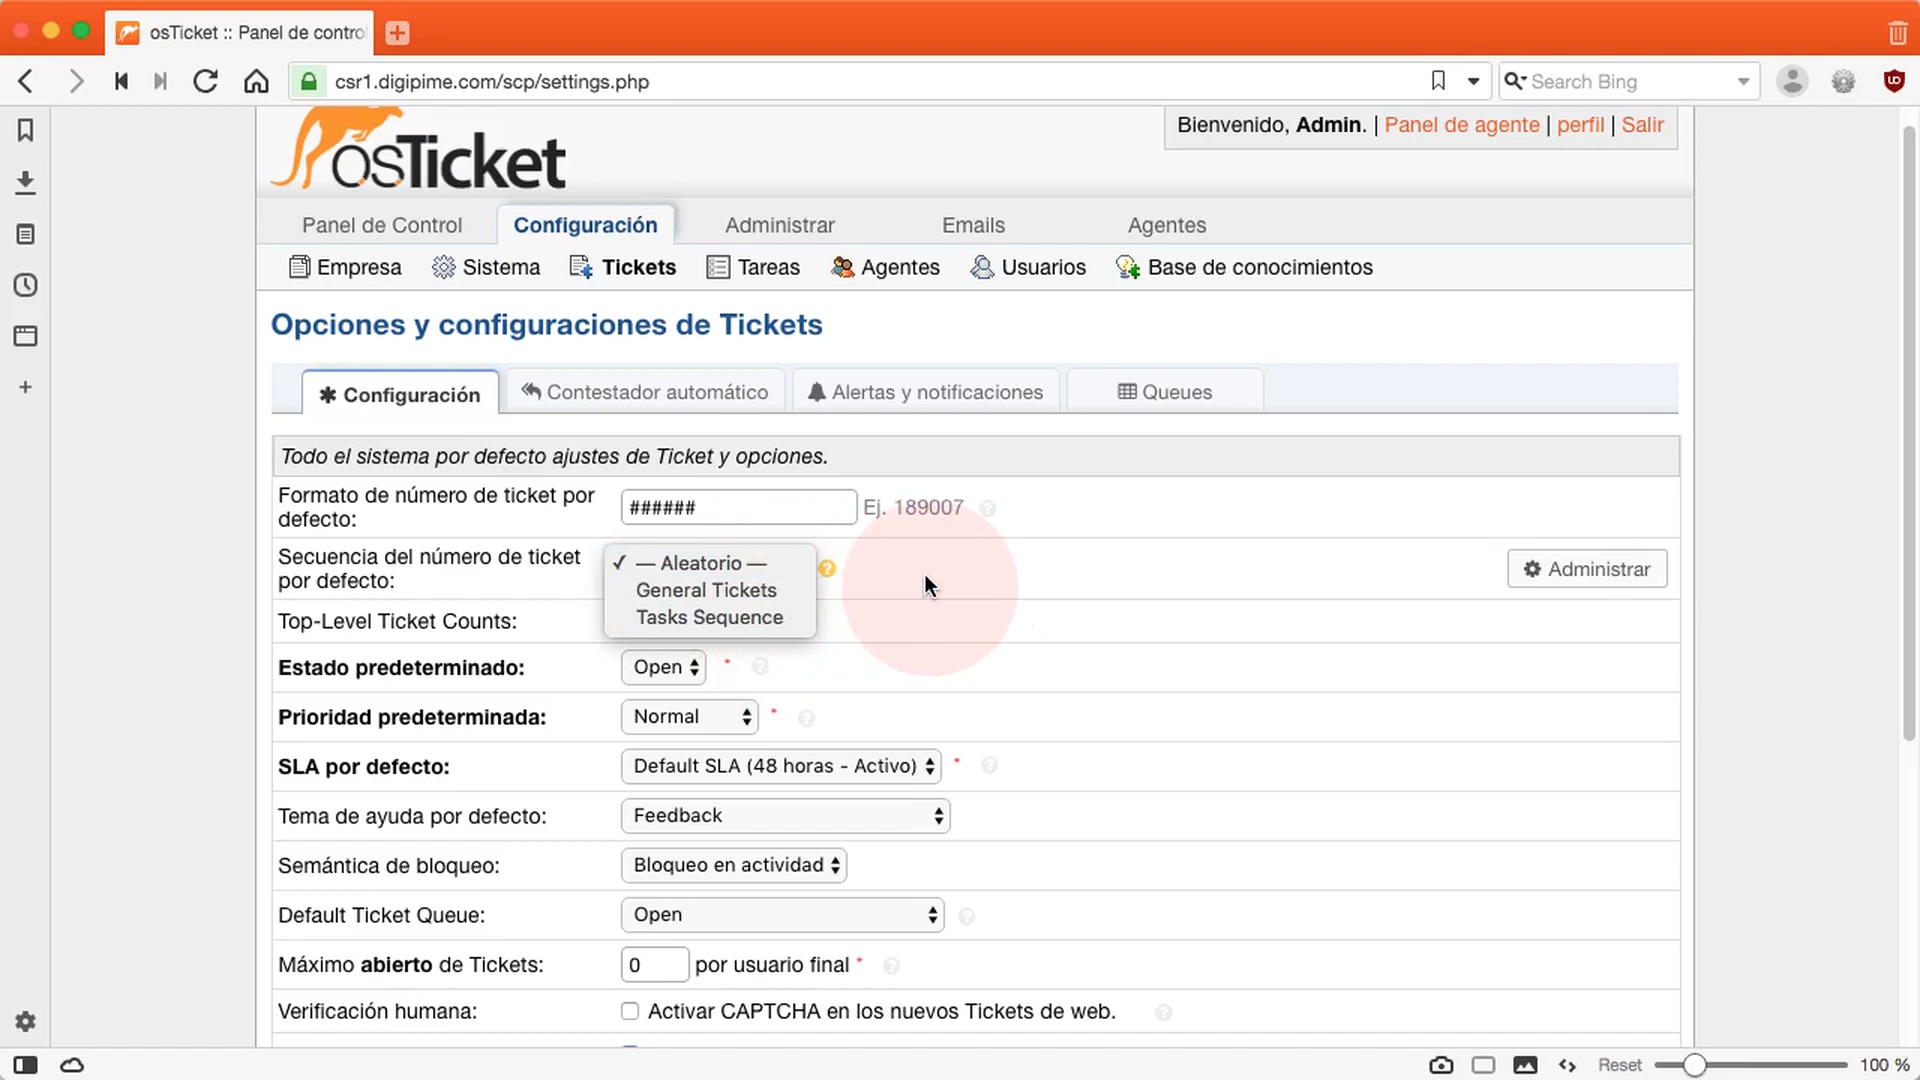 osTicket :: Panel de contro
csr1.digipime.com/scp/settings.php
Search Bing
osTicket
Bienvenido, Admin. | Panel de agente | perfil | Salir
Panel de Control
Configuración
Administrar
Emails
Agentes
Empresa
Sistema
Tickets
Tareas
Agentes
Usuarios
Base de conocimientos
Opciones y configuraciones de Tickets
Configuración
Contestador automático
Alertas y notificaciones
Queues
Todo el sistema por defecto ajustes de Ticket y opciones.
Formato de número de ticket por
defecto:
###### Ej. 189007 ?
Secuencia del número de ticket
por defecto:
✓ — Aleatorio —
General Tickets
Tasks Sequence
?
Administrar
Top-Level Ticket Counts:
Estado predeterminado: Open * ?
Prioridad predeterminada: Normal * ?
SLA por defecto: Default SLA (48 horas - Activo) * ?
Tema de ayuda por defecto: Feedback
Semántica de bloqueo: Bloqueo en actividad
Default Ticket Queue: Open ?
Máximo abierto de Tickets: 0 por usuario final * ?
Verificación humana: Activar CAPTCHA en los nuevos Tickets de web. ?
Reset 100 %